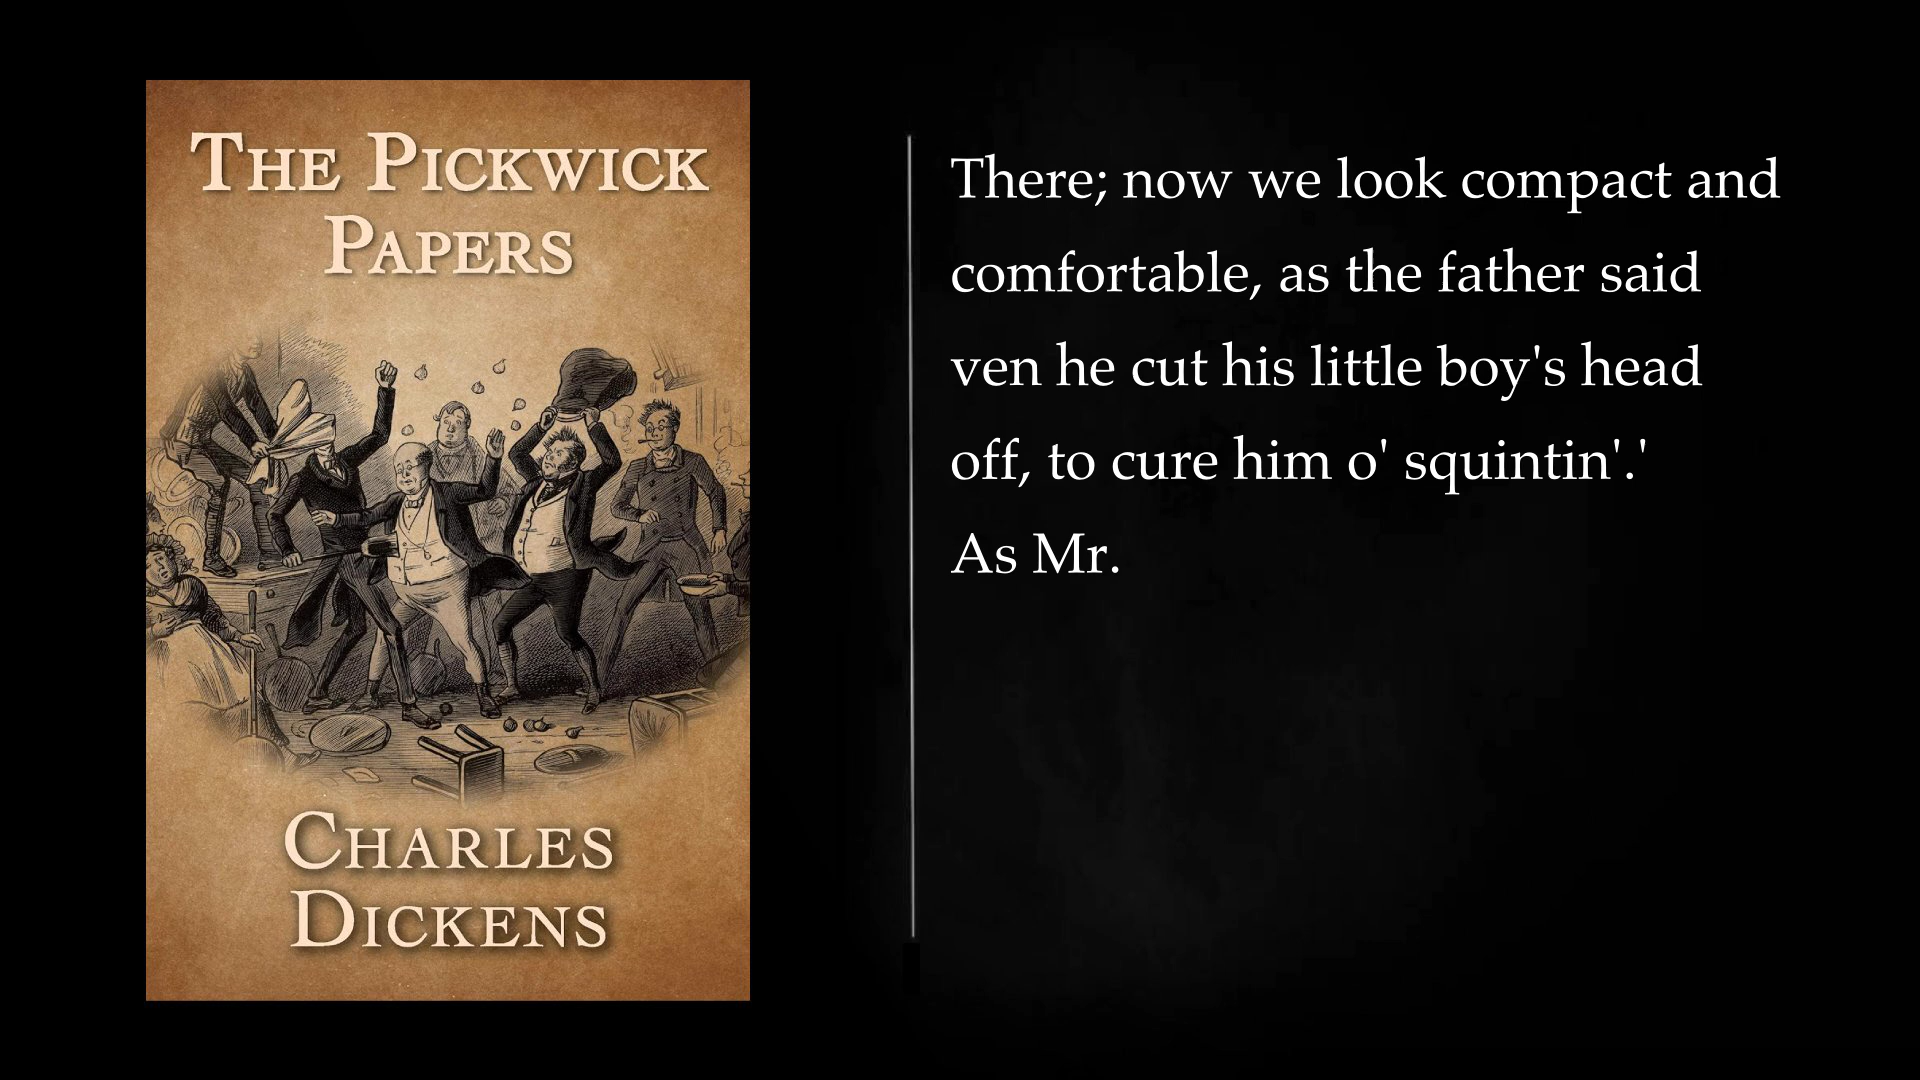 The Pickwick
Papers
Charles
Dickens
There; now we look compact and
comfortable, as the father said
ven he cut his little boy's head
off, to cure him o' squintin'.'
As Mr.